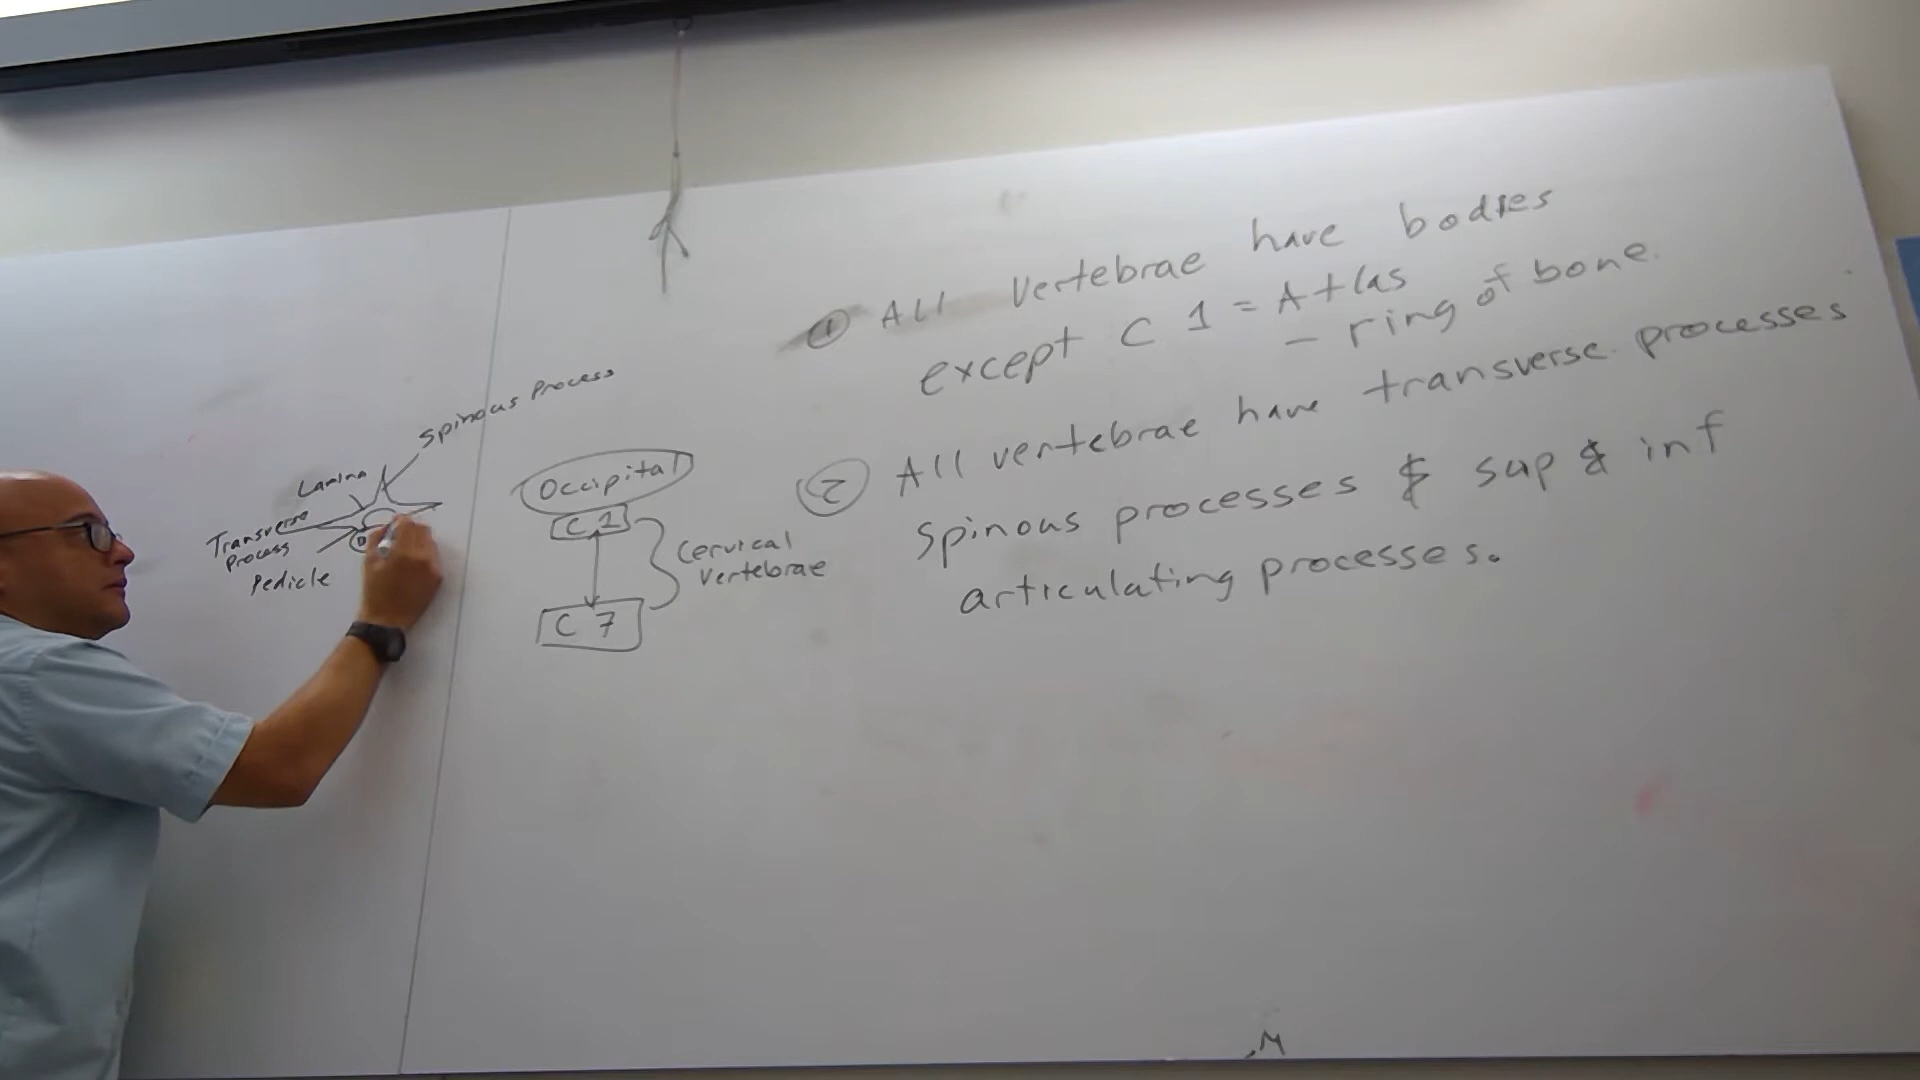 ① All vertebrae have bodies
except C 1 = Atlas
- ring of bone.
② All vertebrae have transverse processes
spinous processes & sup & inf
articulating processes.
Spinous Process
Lamina
Transverse
Process
Pedicle
Occipital
C 1
Cervical
Vertebrae
C 7